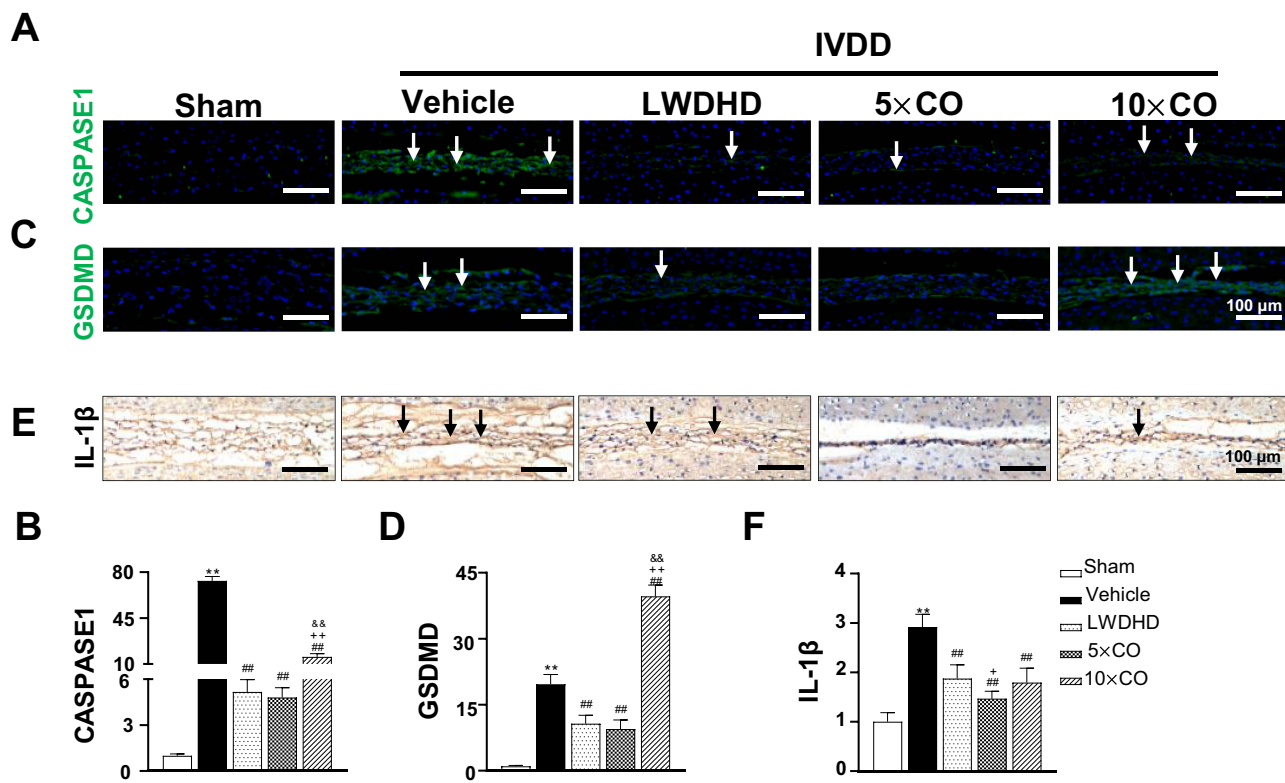 A
IVDD
Sham Vehicle LWDHD 5×CO 10×CO
CASPASE1
C
GSDMD
100 μm
E
IL-1β
100 μm
B
CASPASE1
80
45
10
6
4
2
0
**
##
##
&&
++
##
D
GSDMD
45
30
15
0
**
##
##
&&
++
##
F
IL-1β
4
3
2
1
0
**
##
+
##
##
Sham
Vehicle
LWDHD
5×CO
10×CO